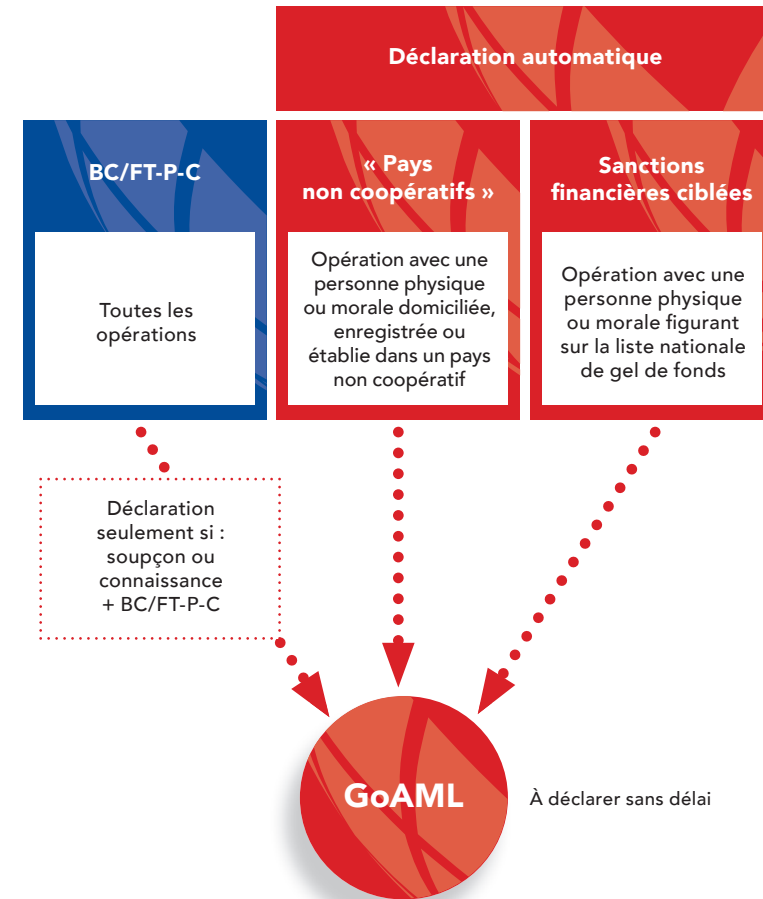 Déclaration automatique
BC/FT-P-C
Toutes les
opérations
« Pays
non coopératifs »
Opération avec une
personne physique
ou morale domiciliée,
enregistrée ou
établie dans un pays
non coopératif
Sanctions
financières ciblées
Opération avec une
personne physique
ou morale figurant
sur la liste nationale
de gel de fonds
Déclaration
seulement si :
soupçon ou
connaissance
+ BC/FT-P-C
GoAML
À déclarer sans délai